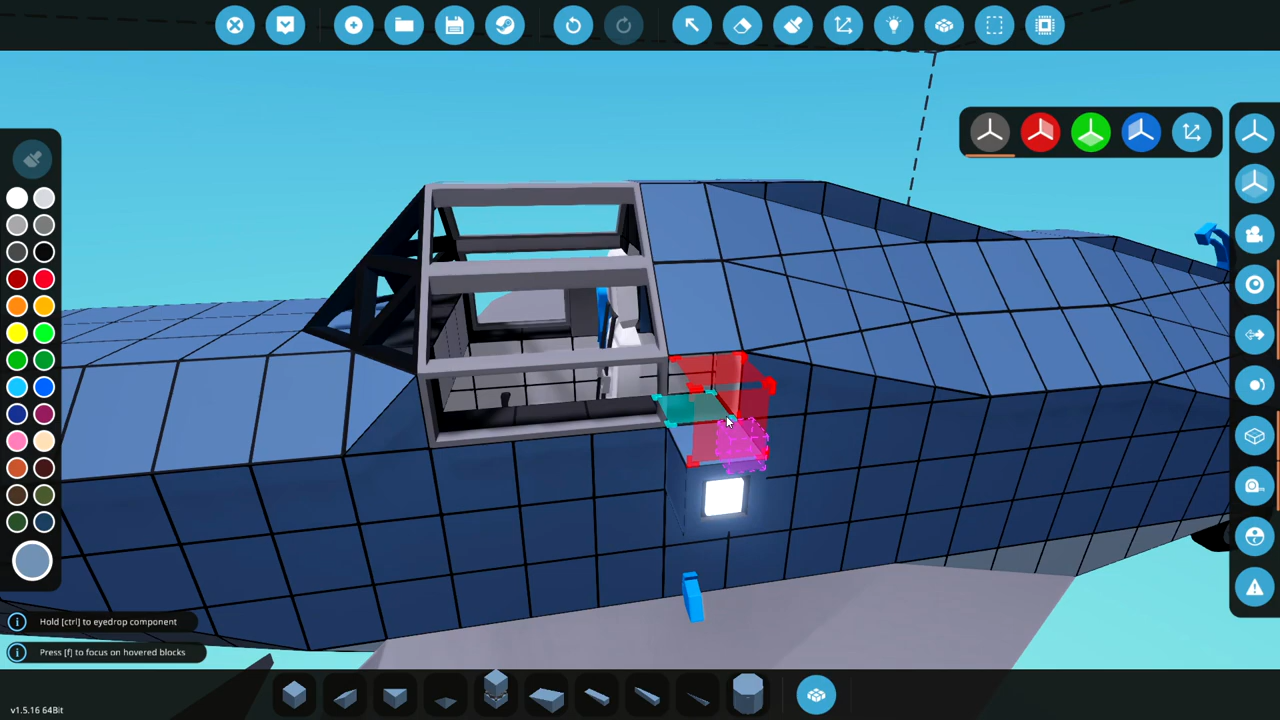 Hold [ctrl] to eyedrop component
Press [f] to focus on hovered blocks
v1.5.16 64Bit